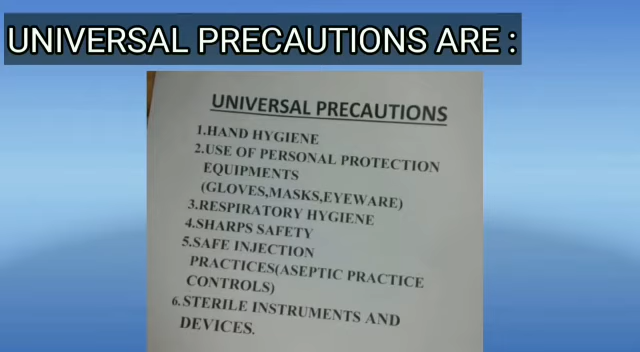 UNIVERSAL PRECAUTIONS ARE :
UNIVERSAL PRECAUTIONS
1.HAND HYGIENE
2.USE OF PERSONAL PROTECTION
EQUIPMENTS
(GLOVES,MASKS,EYEWARE)
3.RESPIRATORY HYGIENE
4.SHARPS SAFETY
5.SAFE INJECTION
PRACTICES(ASEPTIC PRACTICE
CONTROLS)
6.STERILE INSTRUMENTS AND
DEVICES.